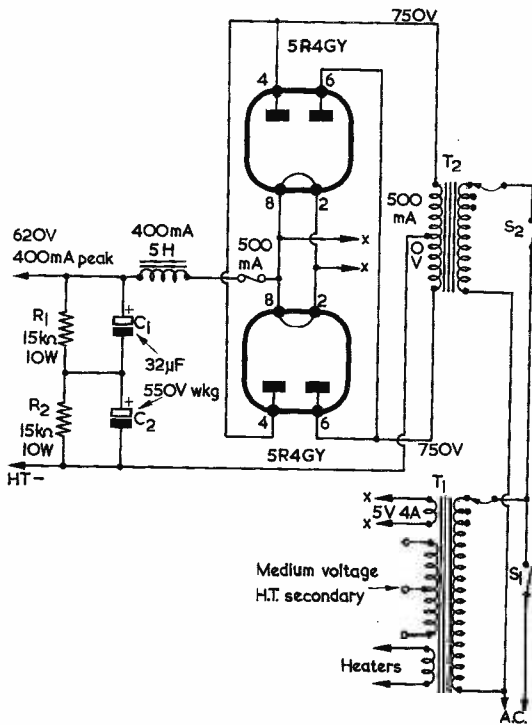 750V
5R4GY
4
6
8
2
T2
500
mA
0V
S2
400mA
5H
500
mA
x
x
620V
400mA peak
R1
15kΩ
10W
+
C1
32µF
8
2
R2
15kΩ
10W
+
C2
550V wkg
4
6
5R4GY
750V
HT−
T1
x
x
5V 4A
S1
Medium voltage
H.T. secondary
Heaters
A.C.